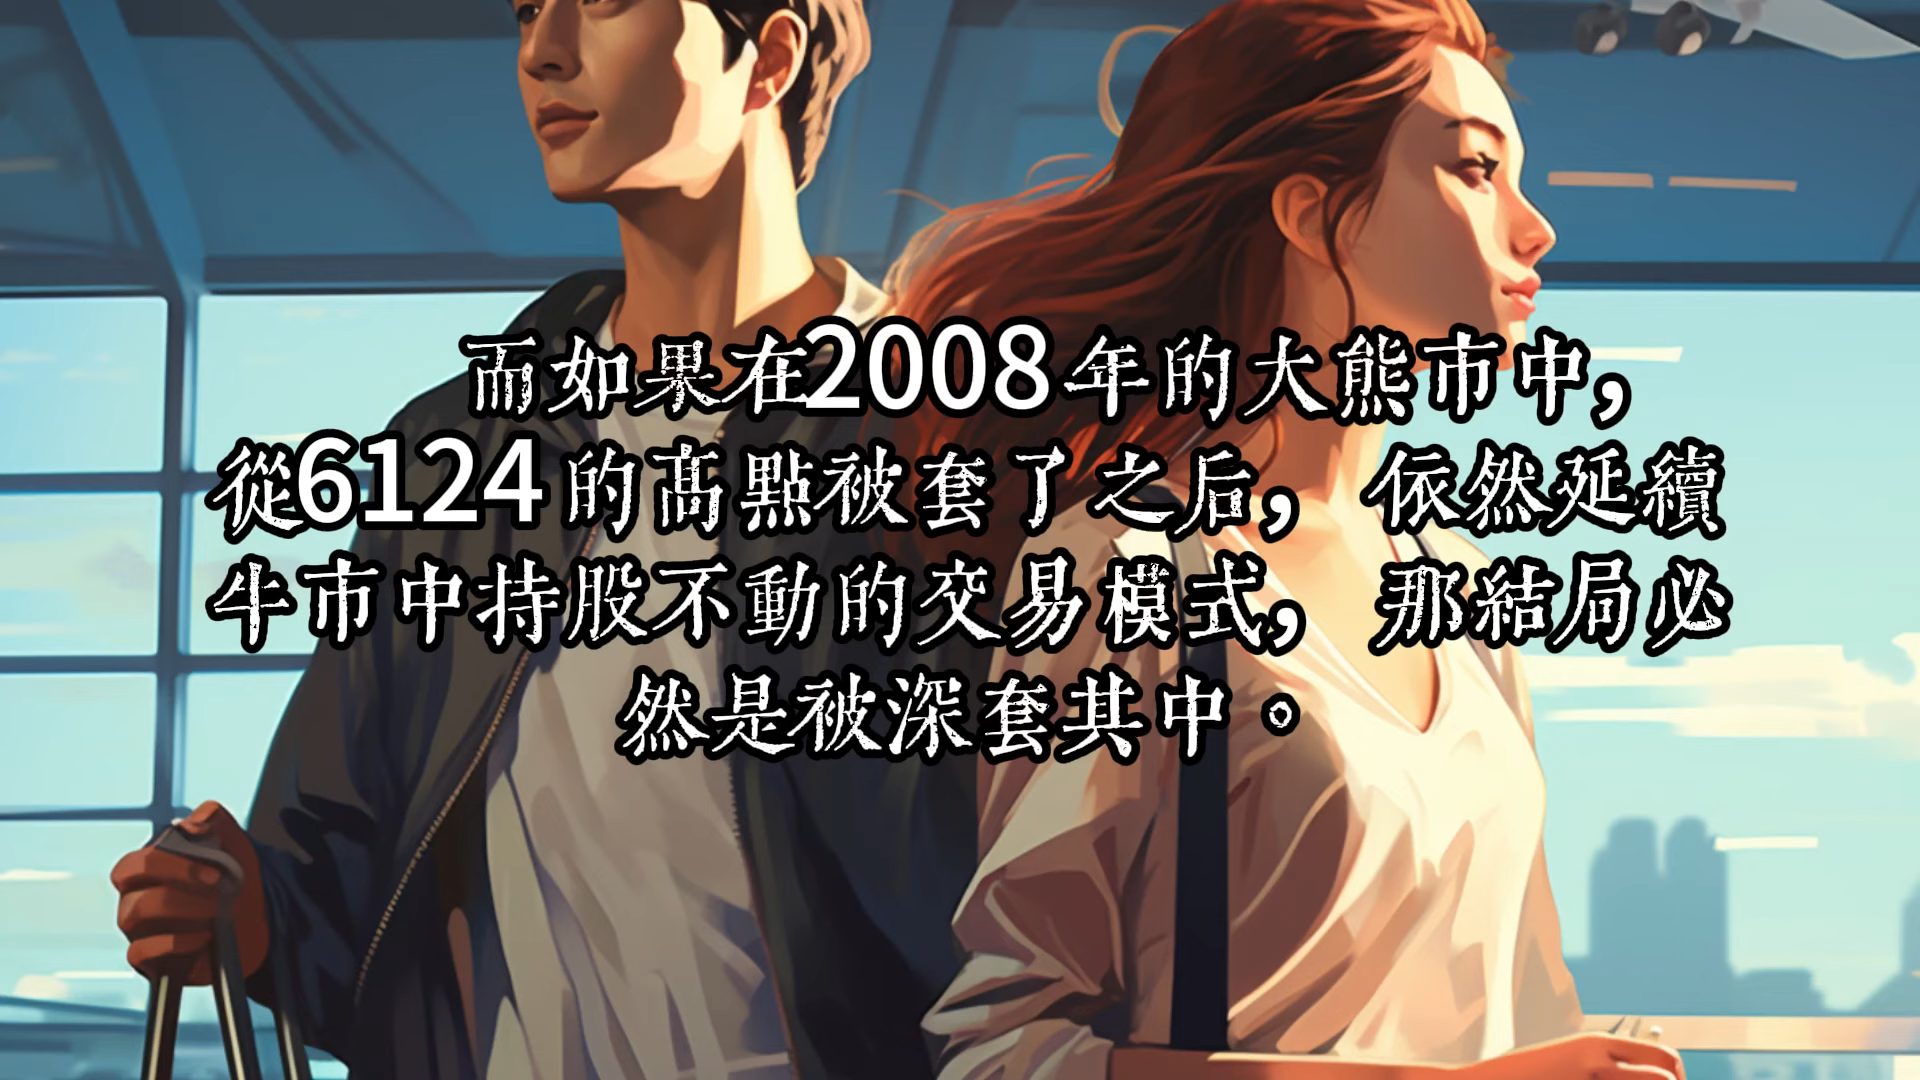 而如果在2008年的大熊市中,
從6124的高點被套了之后,依然延續
牛市中持股不動的交易模式,那結局必
然是被深套其中。